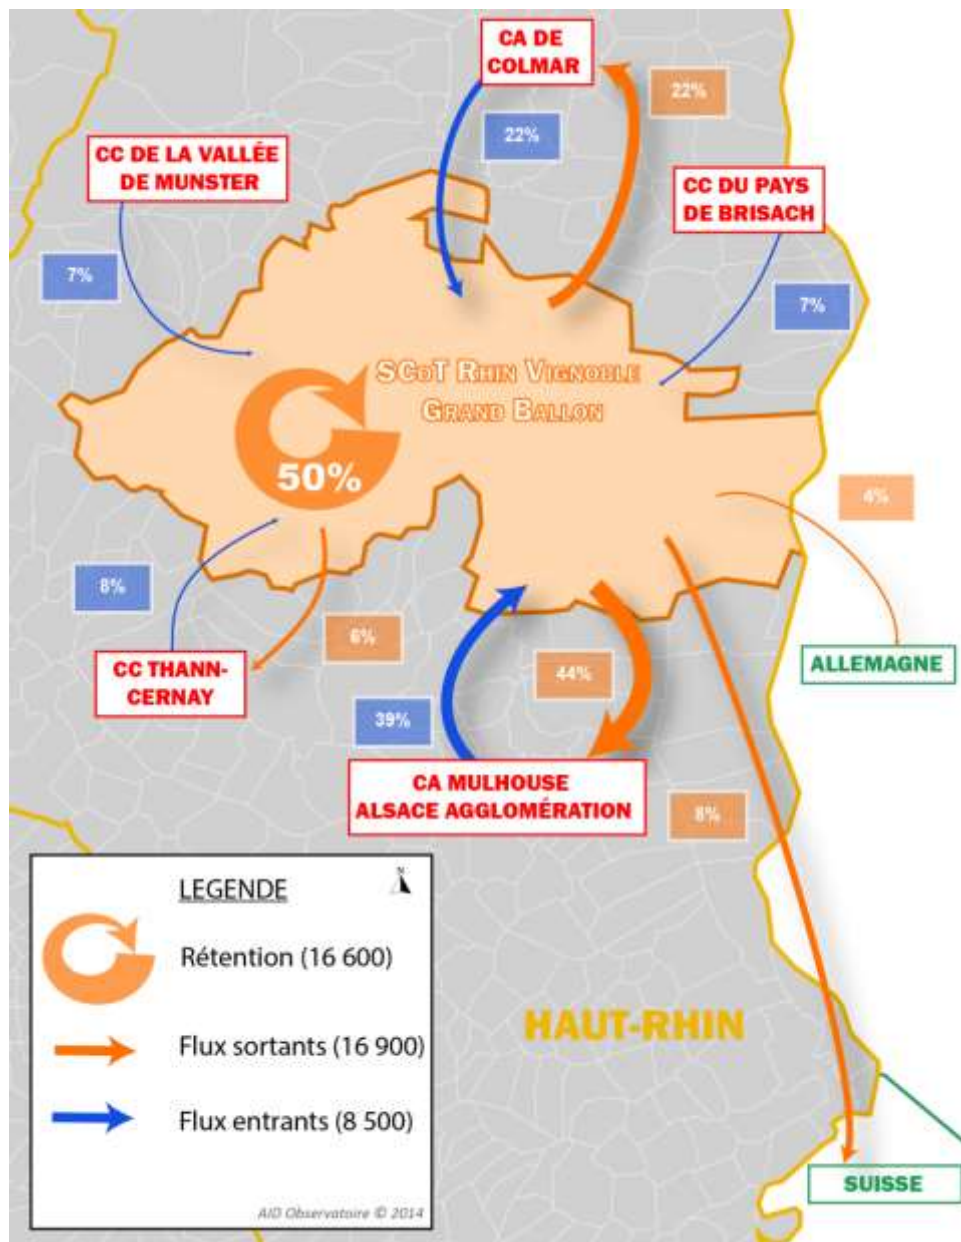 CA DE
COLMAR
22%
22%
CC DE LA VALLÉE
DE MUNSTER
CC DU PAYS
DE BRISACH
7%
7%
SCoT Rhin Vignoble
Grand Ballon
50%
4%
8%
6%
CC THANN-
CERNAY
44%
ALLEMAGNE
39%
CA MULHOUSE
ALSACE AGGLOMÉRATION
8%
LEGENDE
N
Rétention (16 600)
Flux sortants (16 900)
Flux entrants (8 500)
AID Observatoire © 2014
HAUT-RHIN
SUISSE